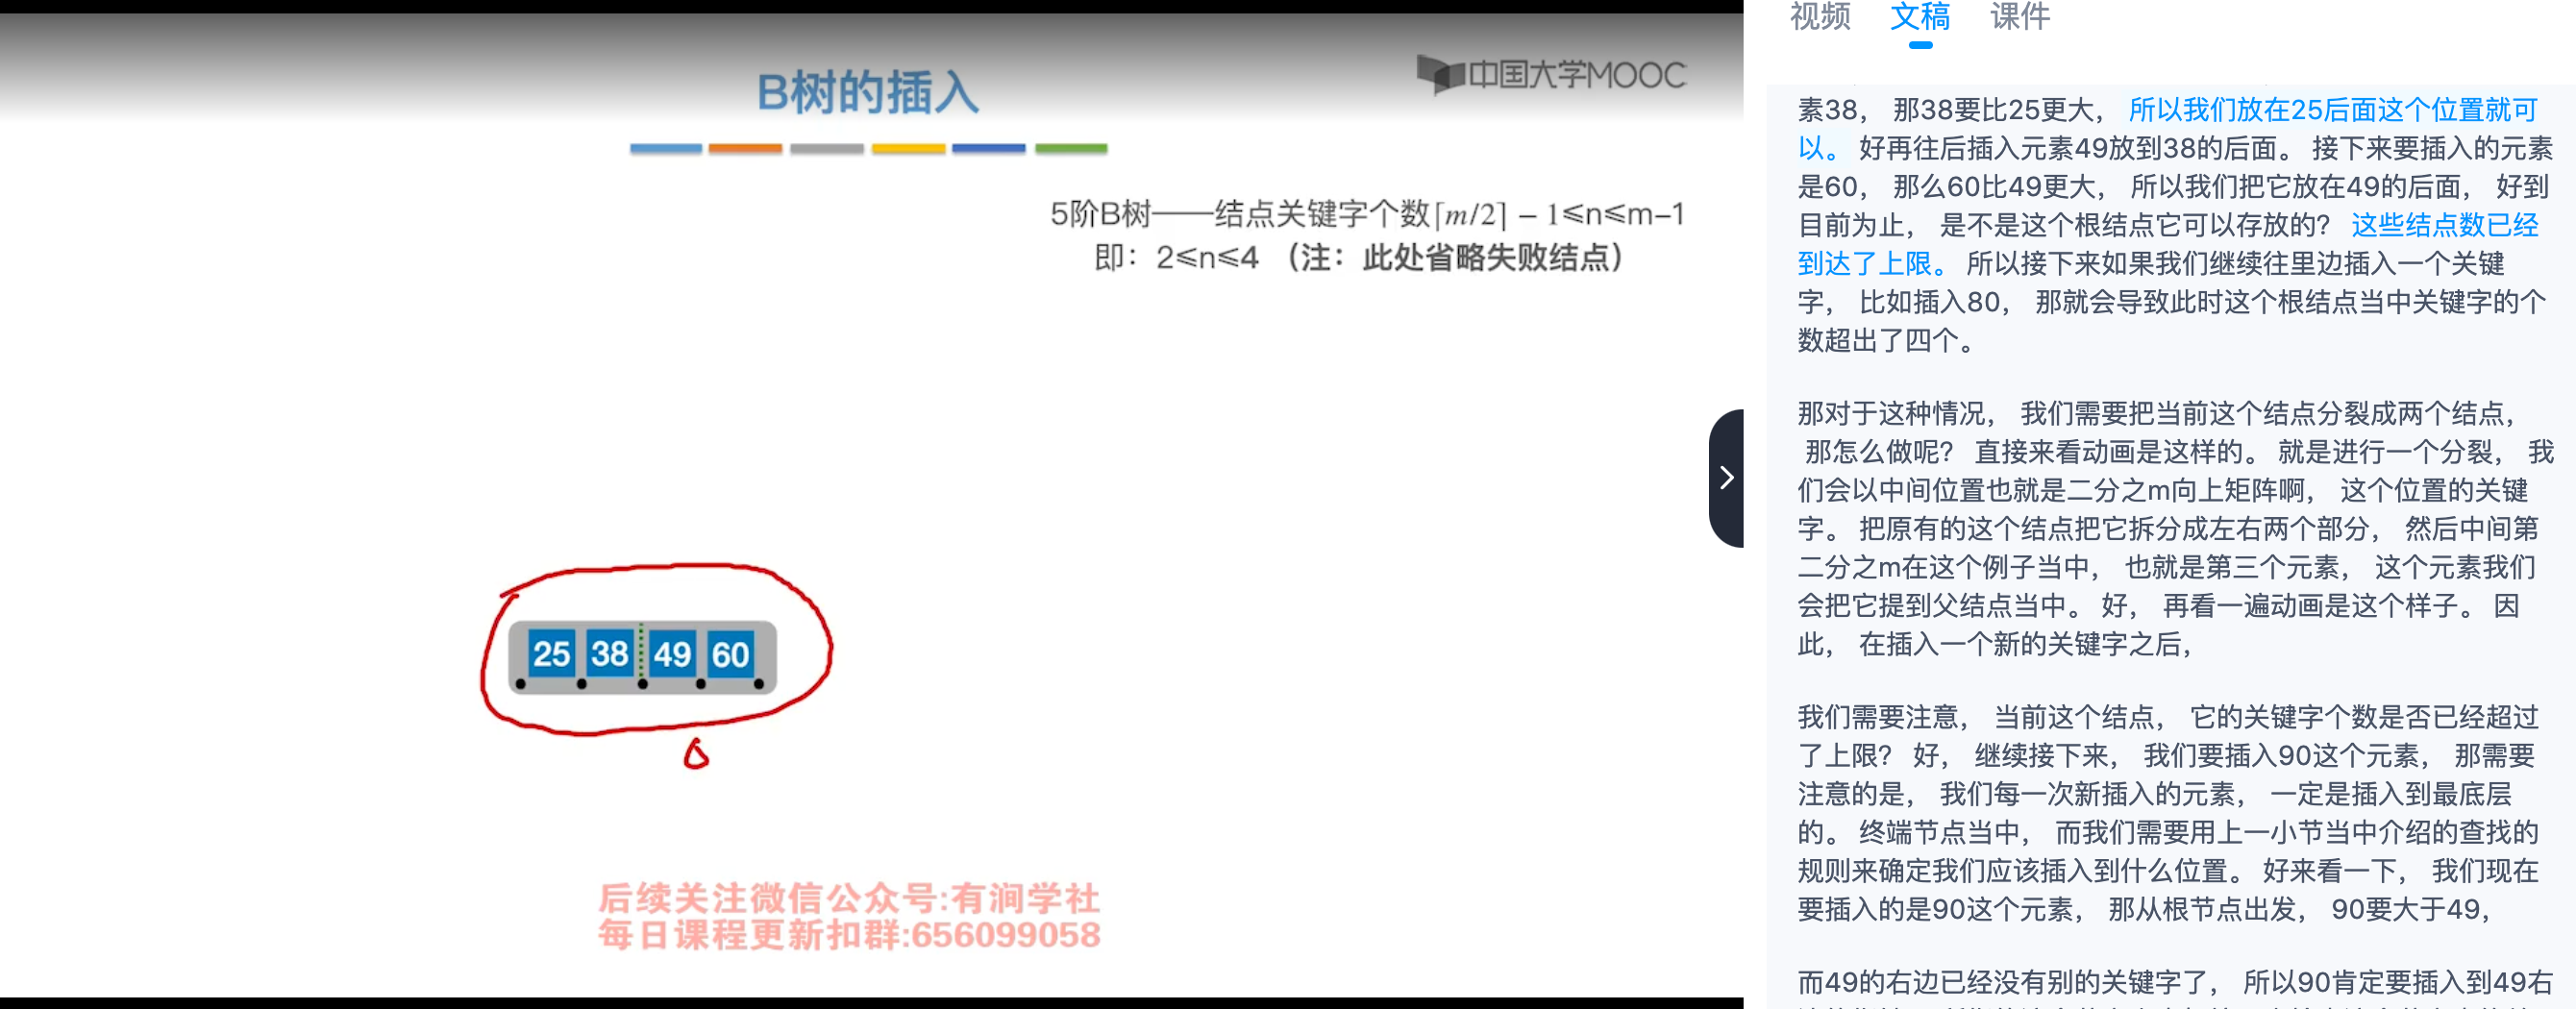 B树的插入
中国大学MOOC
5阶B树——结点关键字个数⌈m/2⌉ – 1≤n≤m–1
即：2≤n≤4 （注：此处省略失败结点）
25 38 49 60
后续关注微信公众号:有涧学社
每日课程更新扣群:656099058
视频 文稿 课件
素38， 那38要比25更大， 所以我们放在25后面这个位置就可
以。 好再往后插入元素49放到38的后面。 接下来要插入的元素
是60， 那么60比49更大， 所以我们把它放在49的后面， 好到
目前为止， 是不是这个根结点它可以存放的？ 这些结点数已经
到达了上限。 所以接下来如果我们继续往里边插入一个关键
字， 比如插入80， 那就会导致此时这个根结点当中关键字的个
数超出了四个。
那对于这种情况， 我们需要把当前这个结点分裂成两个结点，
那怎么做呢？ 直接来看动画是这样的。 就是进行一个分裂， 我
们会以中间位置也就是二分之m向上矩阵啊， 这个位置的关键
字。 把原有的这个结点把它拆分成左右两个部分， 然后中间第
二分之m在这个例子当中， 也就是第三个元素， 这个元素我们
会把它提到父结点当中。 好， 再看一遍动画是这个样子。 因
此， 在插入一个新的关键字之后，
我们需要注意， 当前这个结点， 它的关键字个数是否已经超过
了上限？ 好， 继续接下来， 我们要插入90这个元素， 那需要
注意的是， 我们每一次新插入的元素， 一定是插入到最底层
的。 终端节点当中， 而我们需要用上一小节当中介绍的查找的
规则来确定我们应该插入到什么位置。 好来看一下， 我们现在
要插入的是90这个元素， 那从根节点出发， 90要大于49，
而49的右边已经没有别的关键字了， 所以90肯定要插入到49右